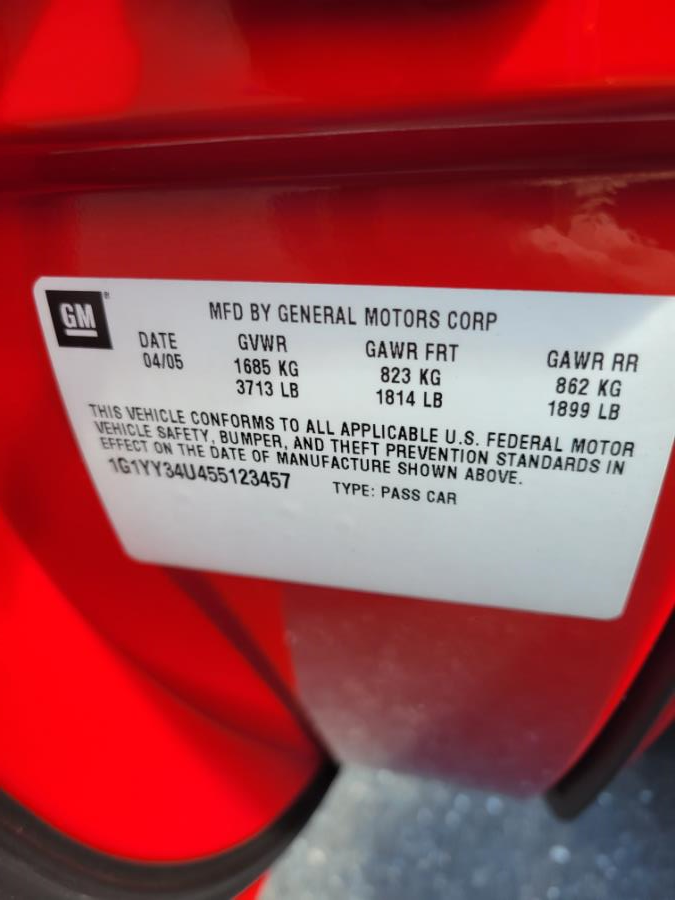 GM®
MFD BY GENERAL MOTORS CORP
DATE GVWR GAWR FRT GAWR RR
04/05 1685 KG 823 KG 862 KG
3713 LB 1814 LB 1899 LB
THIS VEHICLE CONFORMS TO ALL APPLICABLE U.S. FEDERAL MOTOR
VEHICLE SAFETY, BUMPER, AND THEFT PREVENTION STANDARDS IN
EFFECT ON THE DATE OF MANUFACTURE SHOWN ABOVE.
1G1YY34U455123457 TYPE: PASS CAR